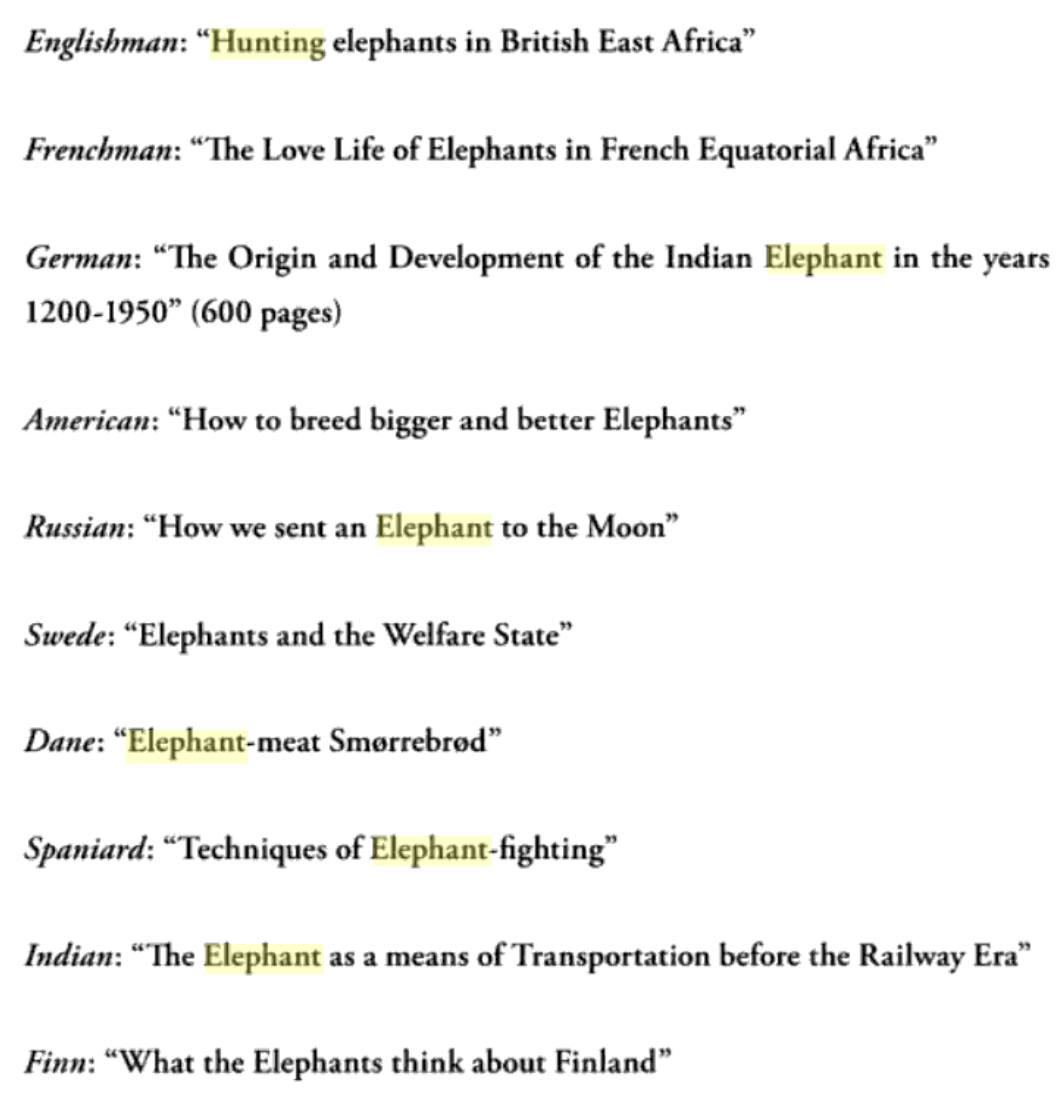 Englishman: “Hunting elephants in British East Africa”
Frenchman: “The Love Life of Elephants in French Equatorial Africa”
German: “The Origin and Development of the Indian Elephant in the years
1200-1950” (600 pages)
American: “How to breed bigger and better Elephants”
Russian: “How we sent an Elephant to the Moon”
Swede: “Elephants and the Welfare State”
Dane: “Elephant-meat Smørrebrød”
Spaniard: “Techniques of Elephant-fighting”
Indian: “The Elephant as a means of Transportation before the Railway Era”
Finn: “What the Elephants think about Finland”